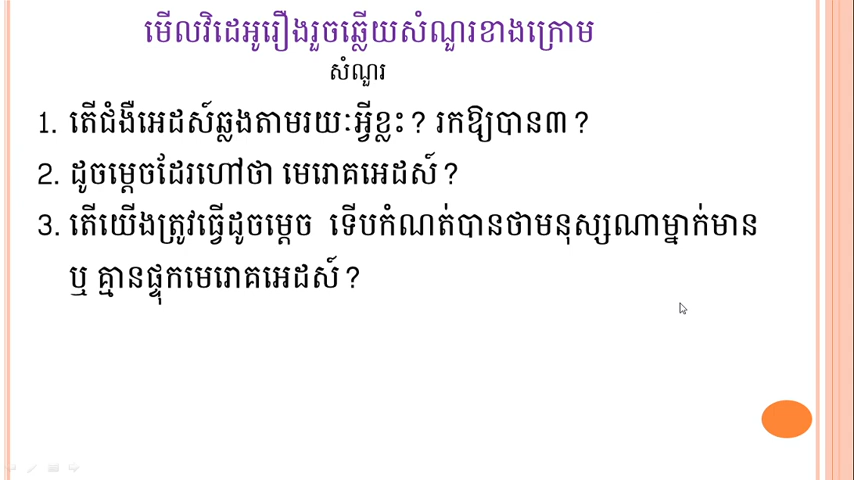 មើលវិដេអូរឿងរួចឆ្លើយសំណួរខាងក្រោម
សំណួរ
1. តើជំងឺអេដស៍ឆ្លងតាមរយៈអ្វីខ្លះ? រកឱ្យបាន៣?
2. ដូចម្ដេចដែរហៅថា មេរោគអេដស៍?
3. តើយើងត្រូវធ្វើដូចម្ដេច ទើបកំណត់បានថាមនុស្សណាម្នាក់មាន
ឬ គ្មានផ្ទុកមេរោគអេដស៍?